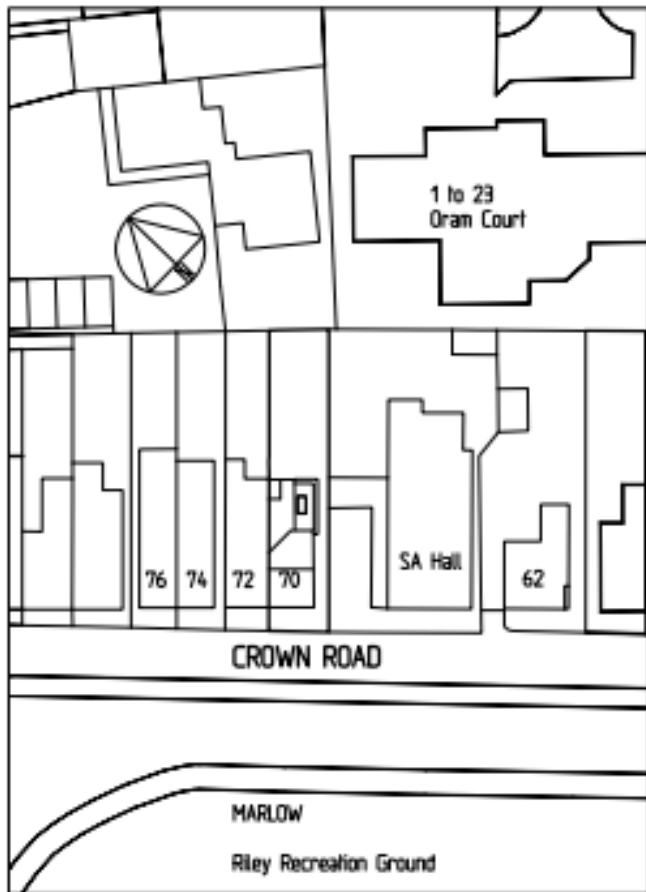 1 to 23
Oram Court
76 74 72 70
SA Hall
62
CROWN ROAD
MARLOW
Riley Recreation Ground